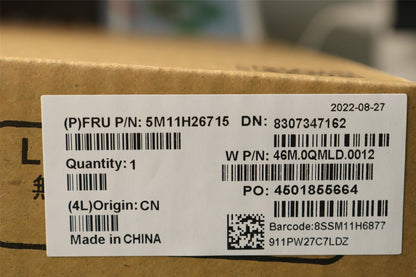 2022-08-27
(P)FRU P/N: 5M11H26715 DN: 8307347162
Quantity: 1
W P/N: 46M.0QMLD.0012
PO: 4501855664
(4L)Origin: CN
Barcode:8SSM11H6877
Made in CHINA
911PW27C7LDZ
L
無